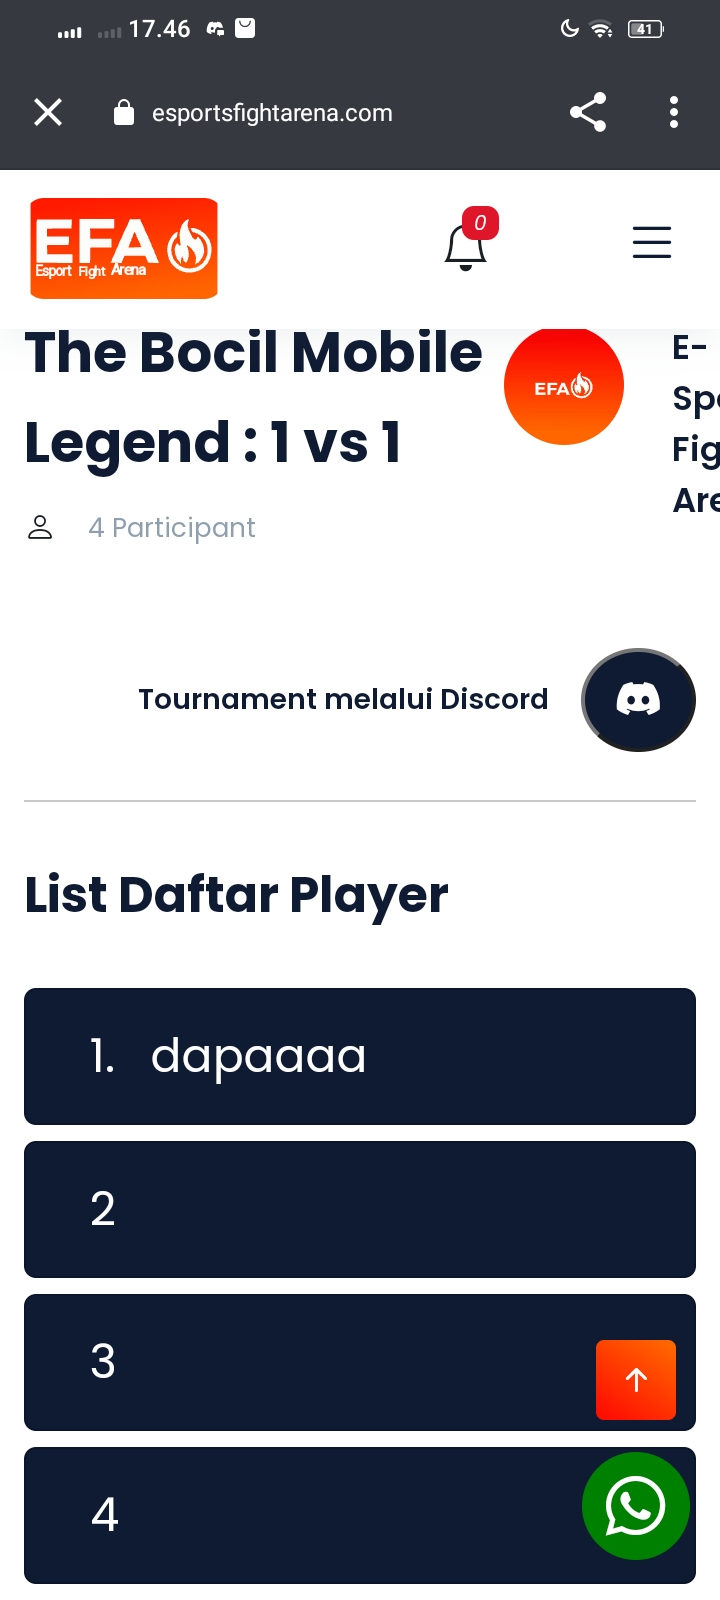 17.46
41
esportsfightarena.com
EFA
Esport Fight Arena
0
The Bocil Mobile
Legend : 1 vs 1
EFA
E-
Spo
Fig
Are
4 Participant
Tournament melalui Discord
List Daftar Player
1. dapaaaa
2
3
4